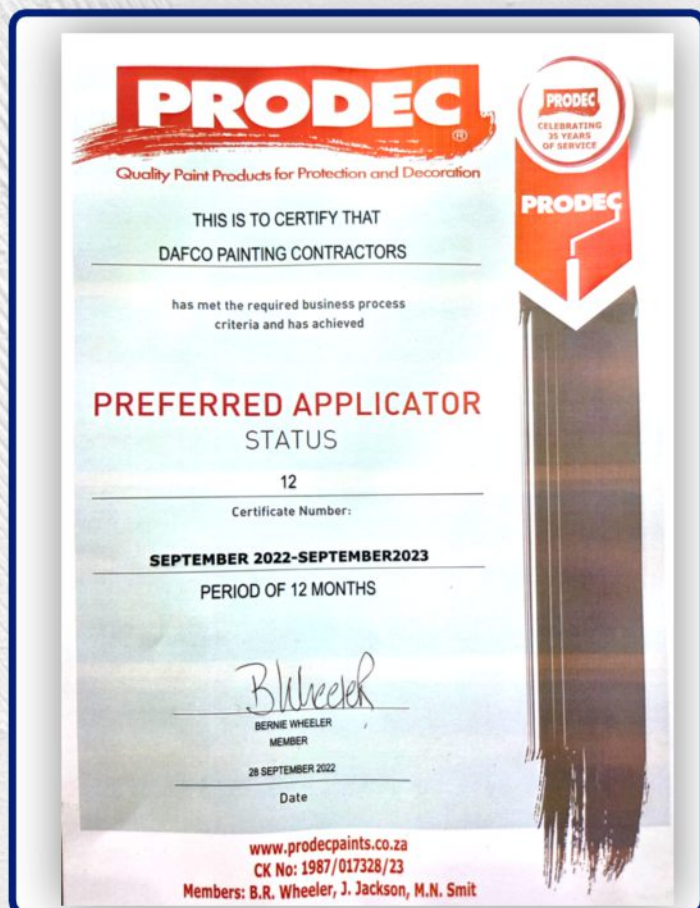 PRODEC
®
Quality Paint Products for Protection and Decoration
PRODEC
CELEBRATING
35 YEARS
OF SERVICE
PRODEC
THIS IS TO CERTIFY THAT
DAFCO PAINTING CONTRACTORS
has met the required business process
criteria and has achieved
PREFERRED APPLICATOR
STATUS
12
Certificate Number:
SEPTEMBER 2022-SEPTEMBER2023
PERIOD OF 12 MONTHS
BWheeler
BERNIE WHEELER
MEMBER
28 SEPTEMBER 2022
Date
www.prodecpaints.co.za
CK No: 1987/017328/23
Members: B.R. Wheeler, J. Jackson, M.N. Smit